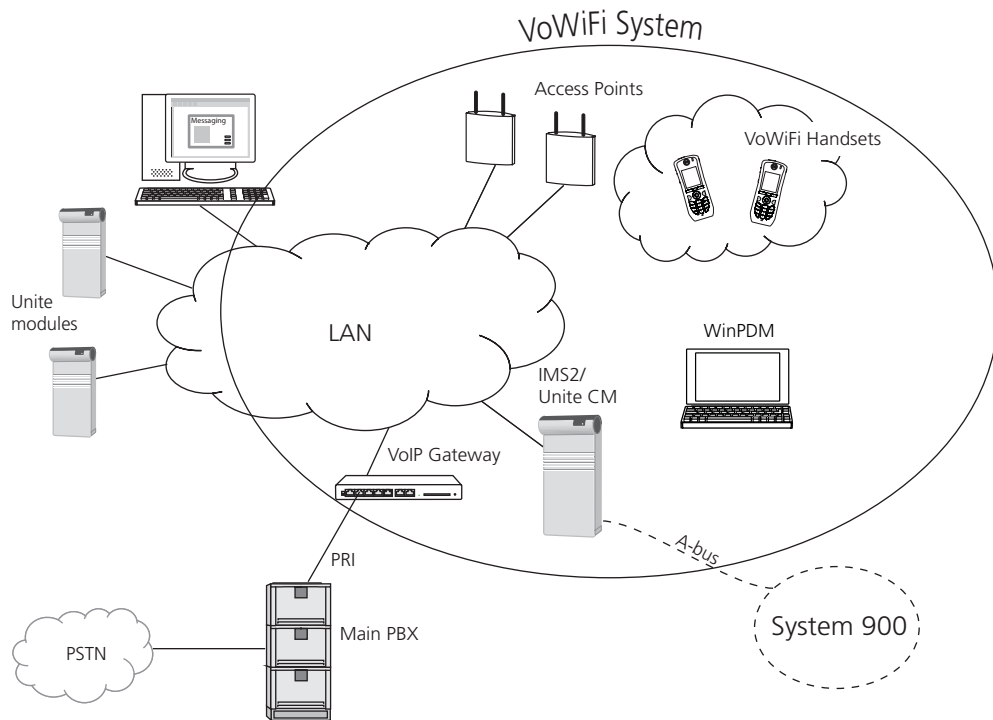 VoWiFi System
Messaging
Access Points
VoWiFi Handsets
Unite
modules
LAN
WinPDM
IMS2/
Unite CM
VoIP Gateway
A-bus
PRI
System 900
Main PBX
PSTN